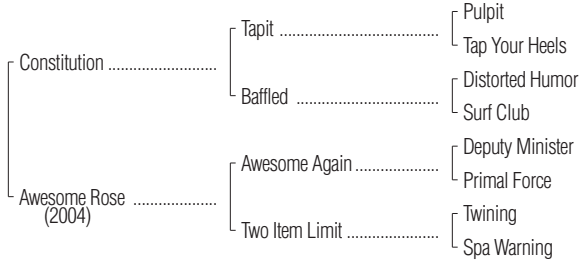 Pulpit
Tapit ............................
Tap Your Heels
Constitution ...........................
Distorted Humor
Baffled ....................................
Surf Club
Deputy Minister
Awesome Again .....................
Primal Force
Awesome Rose ....................
(2004)
Twining
Two Item Limit .......................
Spa Warning